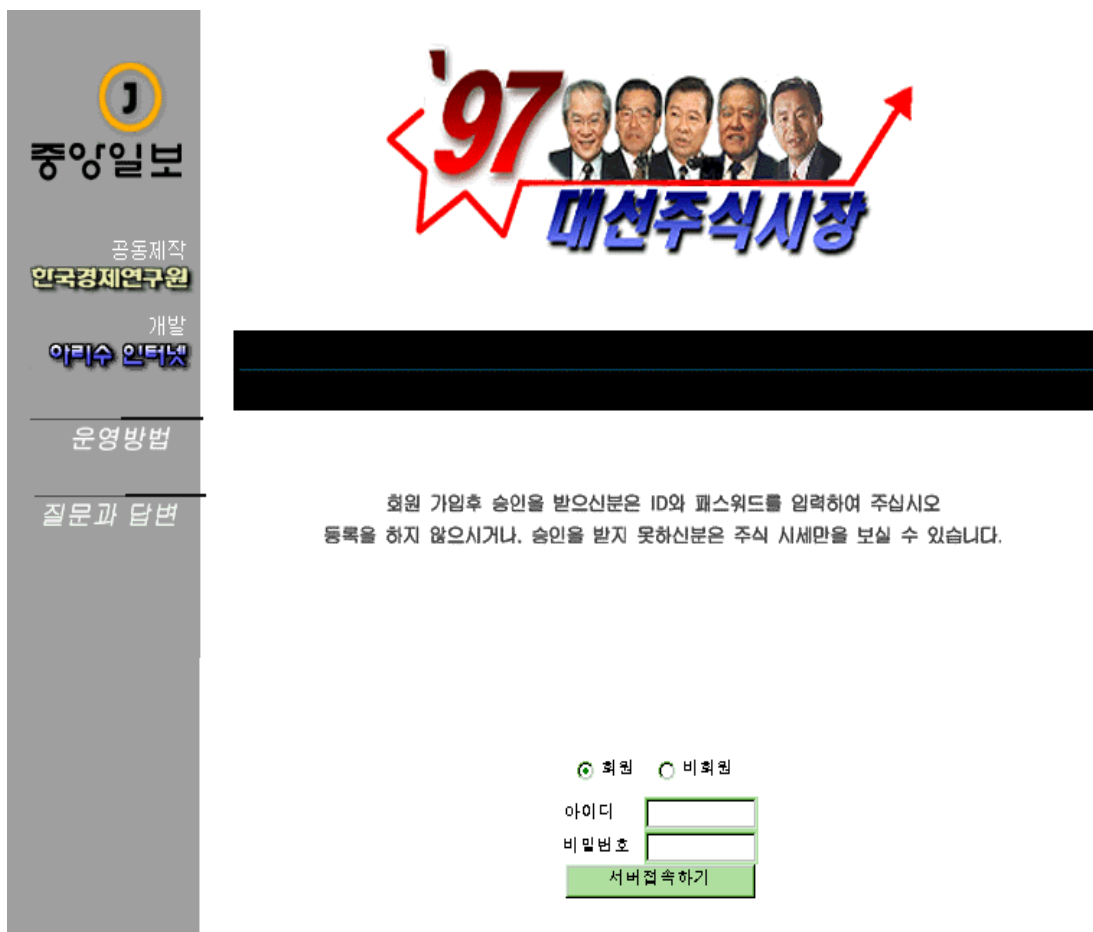 J
중앙일보
공동제작
한국경제연구원
개발
아리수 인터넷
운영방법
질문과 답변
'97
대선주식시장
회원 가입후 승인을 받으신분은 ID와 패스워드를 입력하여 주십시오
등록을 하지 않으시거나, 승인을 받지 못하신분은 주식 시세만을 보실 수 있습니다.
회원 비회원
아이디
비밀번호
서버접속하기